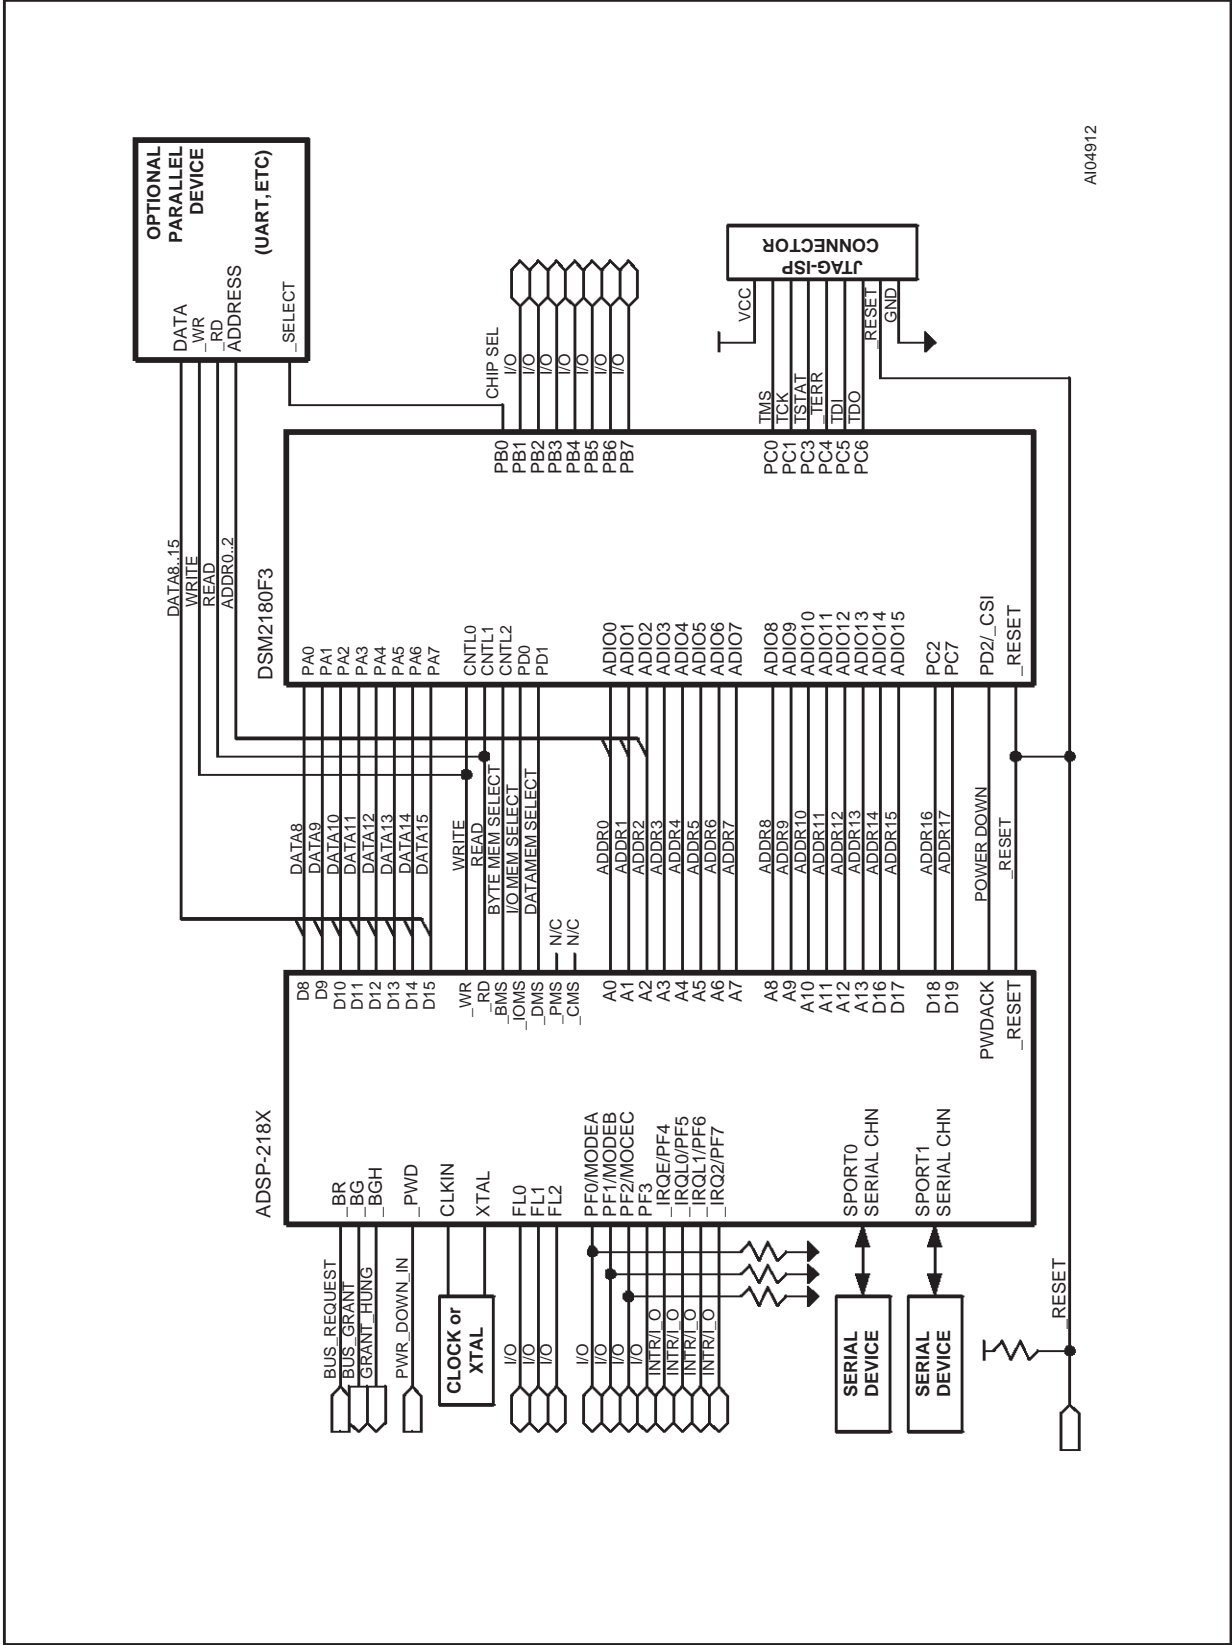 ADSP-218X
BUS_REQUEST
BUS_GRANT
GRANT_HUNG
PWR_DOWN_IN
_BR
_BG
_BGH
_PWD
CLOCK or
XTAL
CLKIN
XTAL
I/O
I/O
I/O
FL0
FL1
FL2
I/O
I/O
I/O
I/O
INTR/I_O
INTR/I_O
INTR/I_O
INTR/I_O
PF0/MODEA
PF1/MODEB
PF2/MOCEC
PF3
_IRQE/PF4
_IRQL0/PF5
_IRQL1/PF6
_IRQ2/PF7
SERIAL
DEVICE
SPORT0
SERIAL CHN
SERIAL
DEVICE
SPORT1
SERIAL CHN
_RESET
D8
D9
D10
D11
D12
D13
D14
D15
_WR
_RD
_BMS
_IOMS
_DMS
_PMS
_CMS
N/C
N/C
A0
A1
A2
A3
A4
A5
A6
A7
A8
A9
A10
A11
A12
A13
D16
D17
D18
D19
PWDACK
_RESET
DATA8
DATA9
DATA10
DATA11
DATA12
DATA13
DATA14
DATA15
WRITE
READ
BYTE MEM SELECT
I/O MEM SELECT
DATAMEM SELECT
ADDR0
ADDR1
ADDR2
ADDR3
ADDR4
ADDR5
ADDR6
ADDR7
ADDR8
ADDR9
ADDR10
ADDR11
ADDR12
ADDR13
ADDR14
ADDR15
ADDR16
ADDR17
POWER DOWN
_RESET
DSM2180F3
PA0
PA1
PA2
PA3
PA4
PA5
PA6
PA7
CNTL0
CNTL1
CNTL2
PD0
PD1
ADIO0
ADIO1
ADIO2
ADIO3
ADIO4
ADIO5
ADIO6
ADIO7
ADIO8
ADIO9
ADIO10
ADIO11
ADIO12
ADIO13
ADIO14
ADIO15
PC2
PC7
PD2/_CSI
_RESET
DATA8..15
WRITE
READ
ADDR0..2
PB0
PB1
PB2
PB3
PB4
PB5
PB6
PB7
CHIP SEL
I/O
I/O
I/O
I/O
I/O
I/O
I/O
PC0
PC1
PC3
PC4
PC5
PC6
TMS
TCK
TSTAT
_TERR
TDI
TDO
VCC
_RESET
GND
JTAG-ISP
CONNECTOR
DATA
_WR
_RD
ADDRESS
_SELECT
OPTIONAL
PARALLEL
DEVICE
(UART, ETC)
AI04912